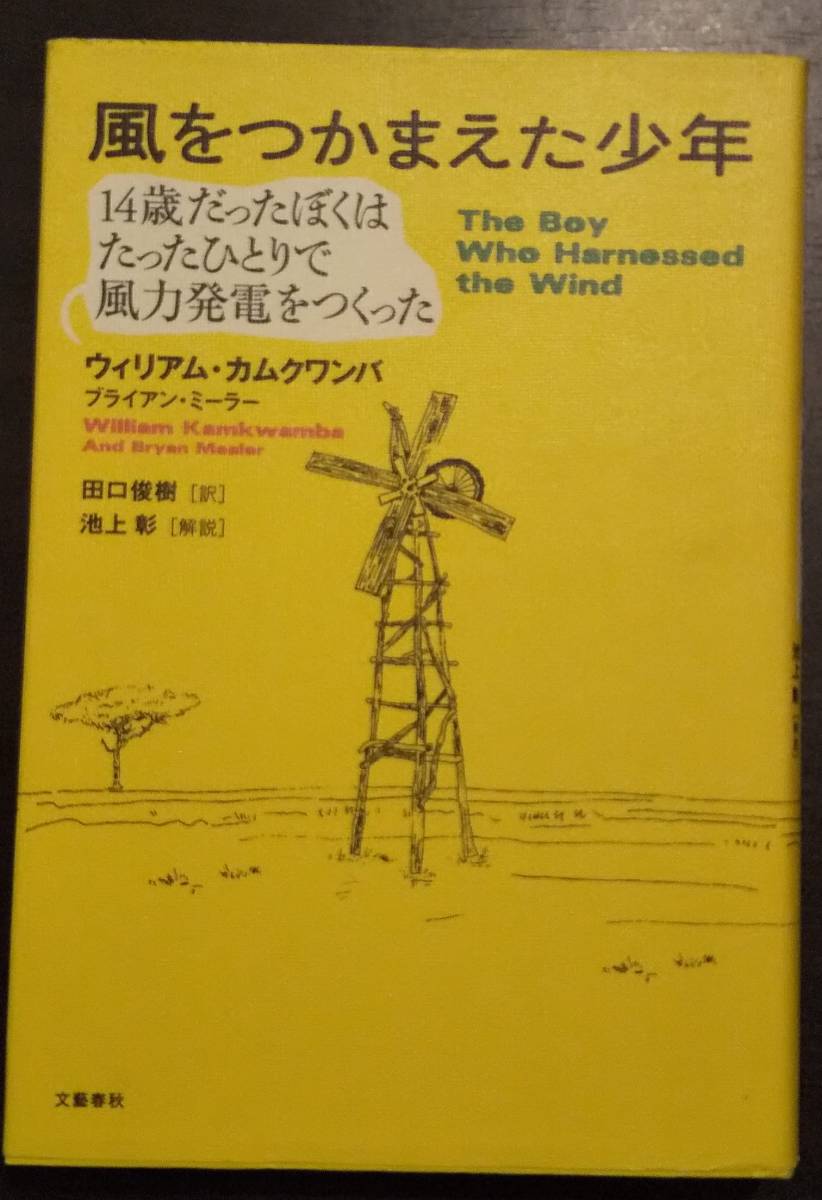 風をつかまえた少年
14歳だったぼくは
たったひとりで
風力発電をつくった
The Boy
Who Harnessed
the Wind
ウィリアム・カムクワンバ
ブライアン・ミーラー
William Kamkwamba
And Bryan Mealer
田口俊樹 [訳]
池上 彰 [解説]
文藝春秋